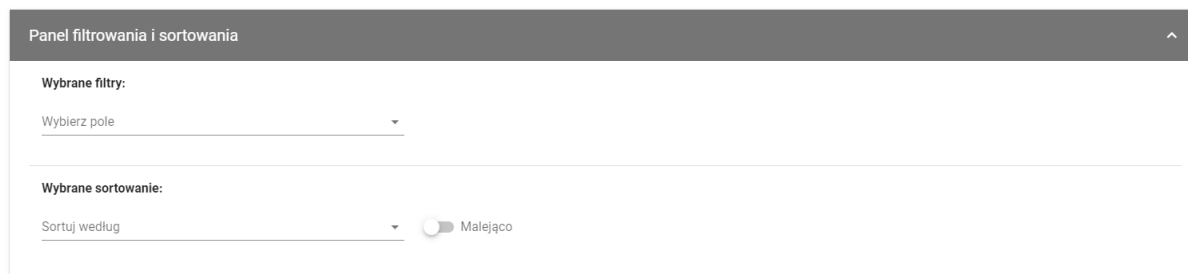 Panel filtrowania i sortowania
Wybrane filtry:
Wybierz pole
Wybrane sortowanie:
Sortuj według
Malejąco